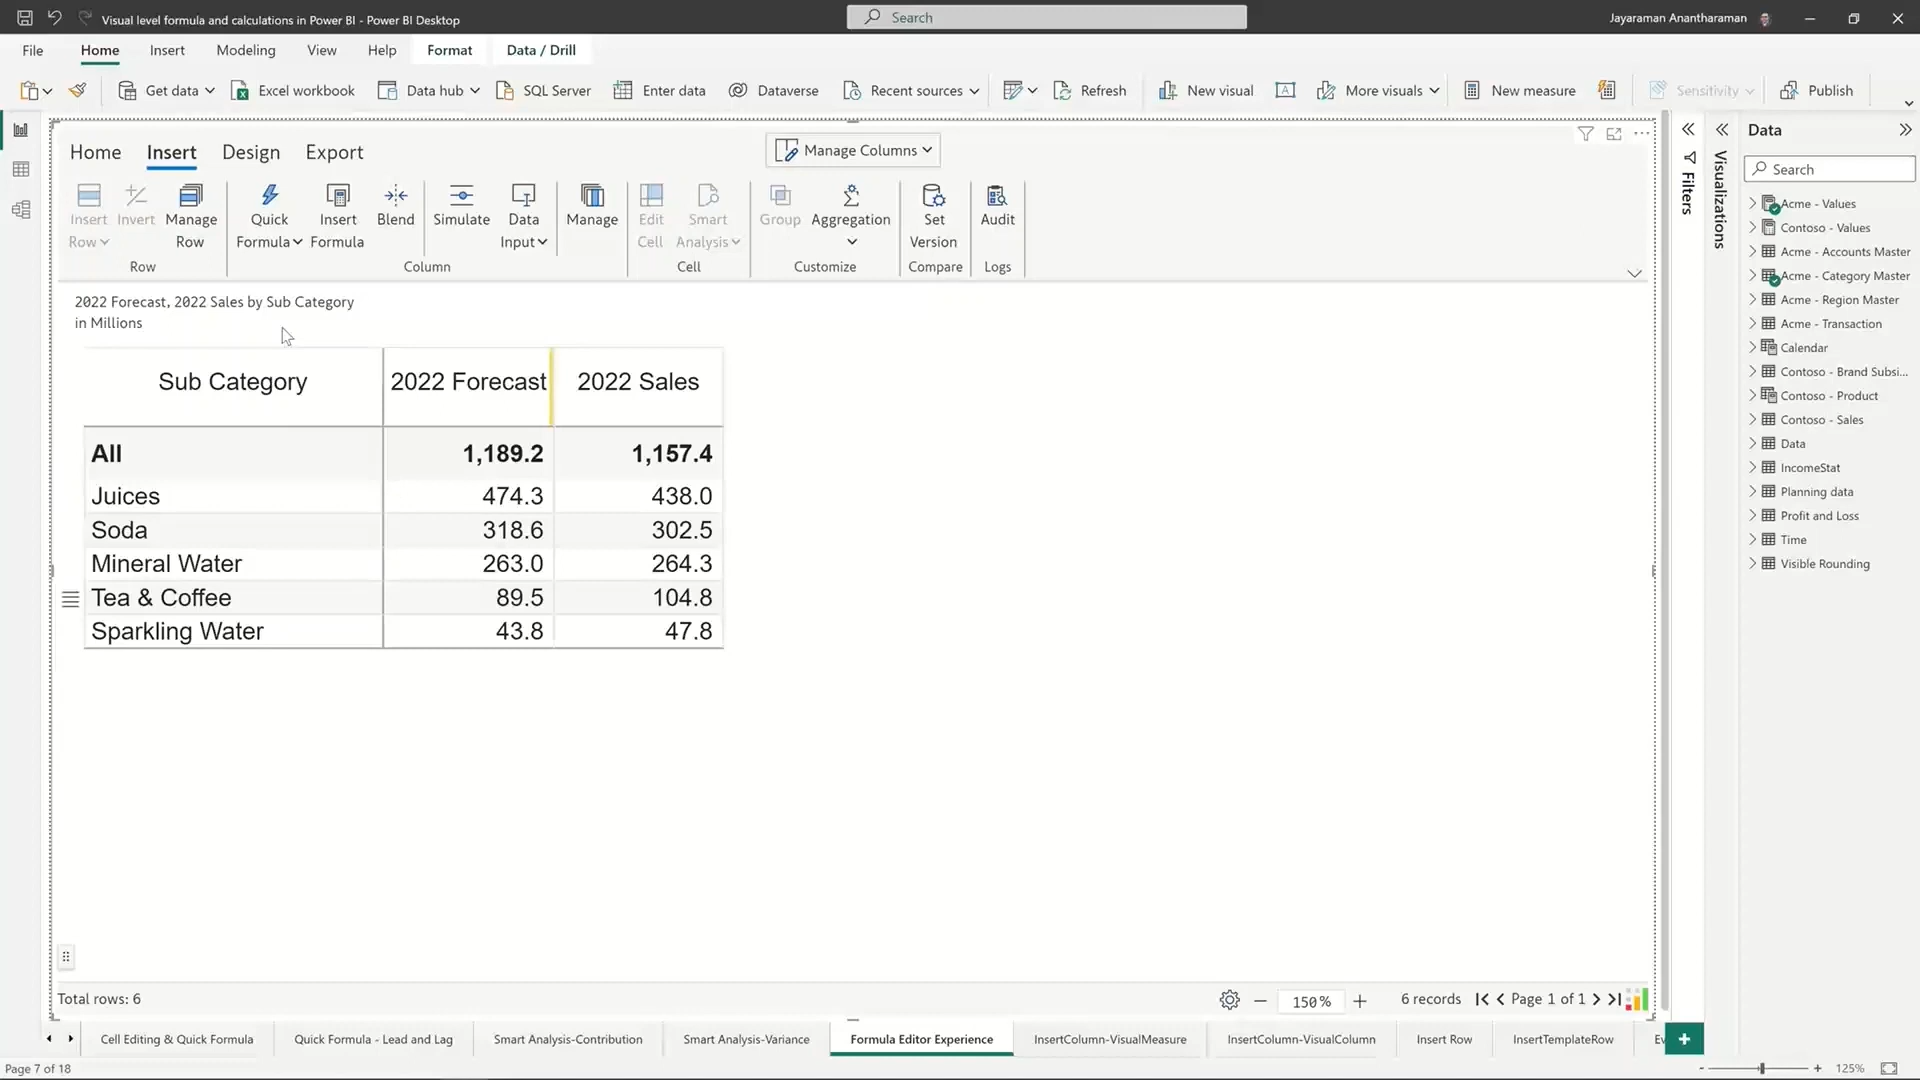 Visual level formula and calculations in Power BI - Power BI Desktop
Search
Jayaraman Anantharaman
File Home Insert Modeling View Help Format Data / Drill
Get data Excel workbook Data hub SQL Server Enter data Dataverse Recent sources Refresh New visual More visuals New measure Sensitivity Publish
Home Insert Design Export
Manage Columns
Insert Row
Invert
Manage Row
Quick Formula
Insert Formula
Blend
Simulate
Data Input
Manage
Edit Cell
Smart Analysis
Group
Aggregation
Set Version
Audit
Row Column Cell Customize Compare Logs
2022 Forecast, 2022 Sales by Sub Category
in Millions
Sub Category 2022 Forecast 2022 Sales
All 1,189.2 1,157.4
Juices 474.3 438.0
Soda 318.6 302.5
Mineral Water 263.0 264.3
Tea & Coffee 89.5 104.8
Sparkling Water 43.8 47.8
Filters
Visualizations
Data
Search
Acme - Values
Contoso - Values
Acme - Accounts Master
Acme - Category Master
Acme - Region Master
Acme - Transaction
Calendar
Contoso - Brand Subsi...
Contoso - Product
Contoso - Sales
Data
IncomeStat
Planning data
Profit and Loss
Time
Visible Rounding
Total rows: 6
150%
6 records
Page 1 of 1
Cell Editing & Quick Formula Quick Formula - Lead and Lag Smart Analysis-Contribution Smart Analysis-Variance Formula Editor Experience InsertColumn-VisualMeasure InsertColumn-VisualColumn Insert Row InsertTemplateRow
Page 7 of 18
125%